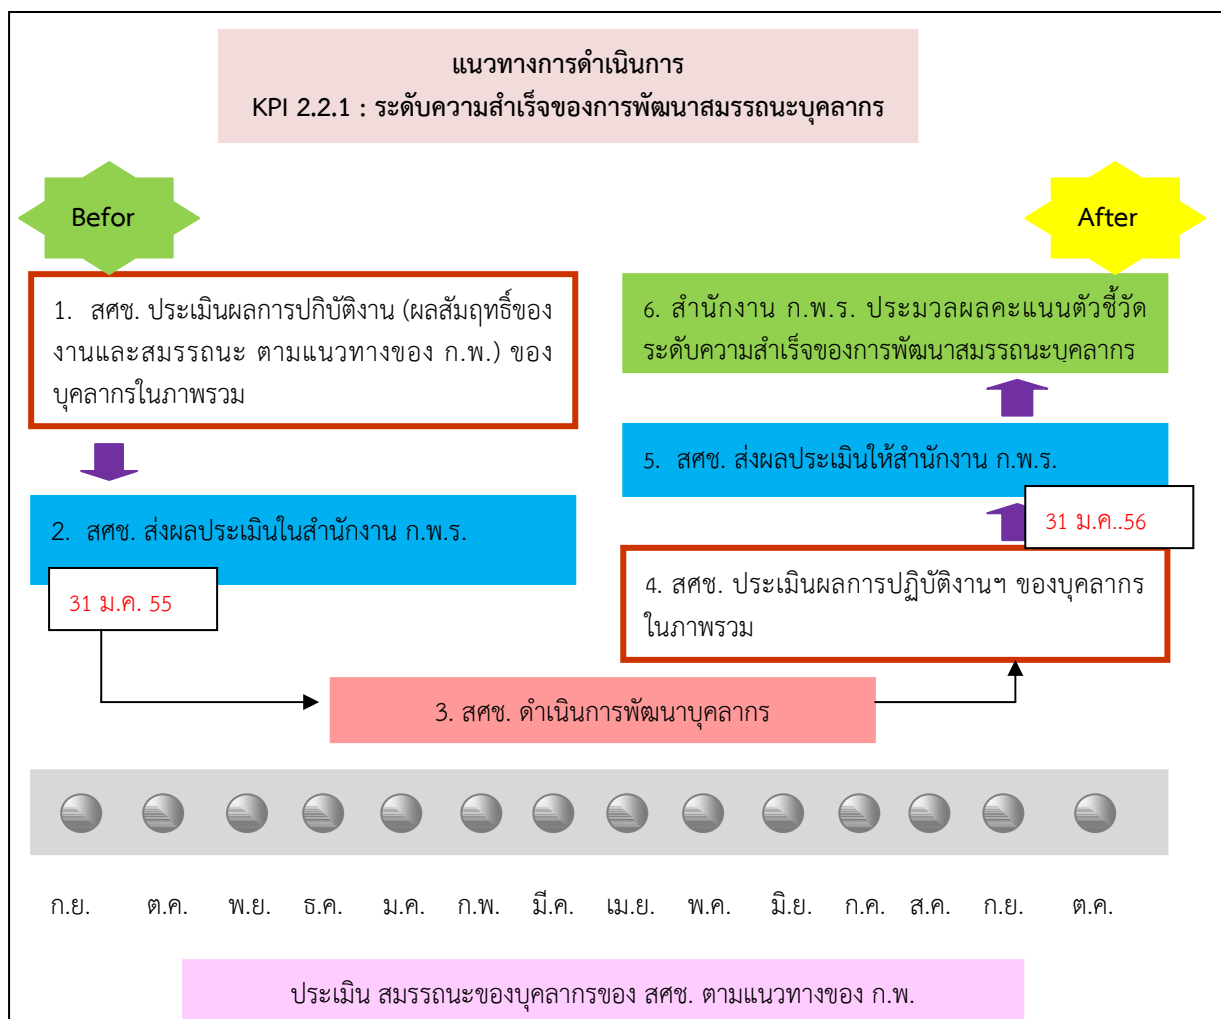 แนวทางการดำเนินการ
KPI 2.2.1 : ระดับความสำเร็จของการพัฒนาสมรรถนะบุคลากร
Befor
After
1. สศช. ประเมินผลการปกิบัติงาน (ผลสัมฤทธิ์ของ
งานและสมรรถนะ ตามแนวทางของ ก.พ.) ของ
บุคลากรในภาพรวม
2. สศช. ส่งผลประเมินในสำนักงาน ก.พ.ร.
31 ม.ค. 55
3. สศช. ดำเนินการพัฒนาบุคลากร
6. สำนักงาน ก.พ.ร. ประมวลผลคะแนนตัวชี้วัด
ระดับความสำเร็จของการพัฒนาสมรรถนะบุคลากร
5. สศช. ส่งผลประเมินให้สำนักงาน ก.พ.ร.
31 ม.ค..56
4. สศช. ประเมินผลการปฏิบัติงานฯ ของบุคลากร
ในภาพรวม
ก.ย. ต.ค. พ.ย. ธ.ค. ม.ค. ก.พ. มี.ค. เม.ย. พ.ค. มิ.ย. ก.ค. ส.ค. ก.ย. ต.ค.
ประเมิน สมรรถนะของบุคลากรของ สศช. ตามแนวทางของ ก.พ.